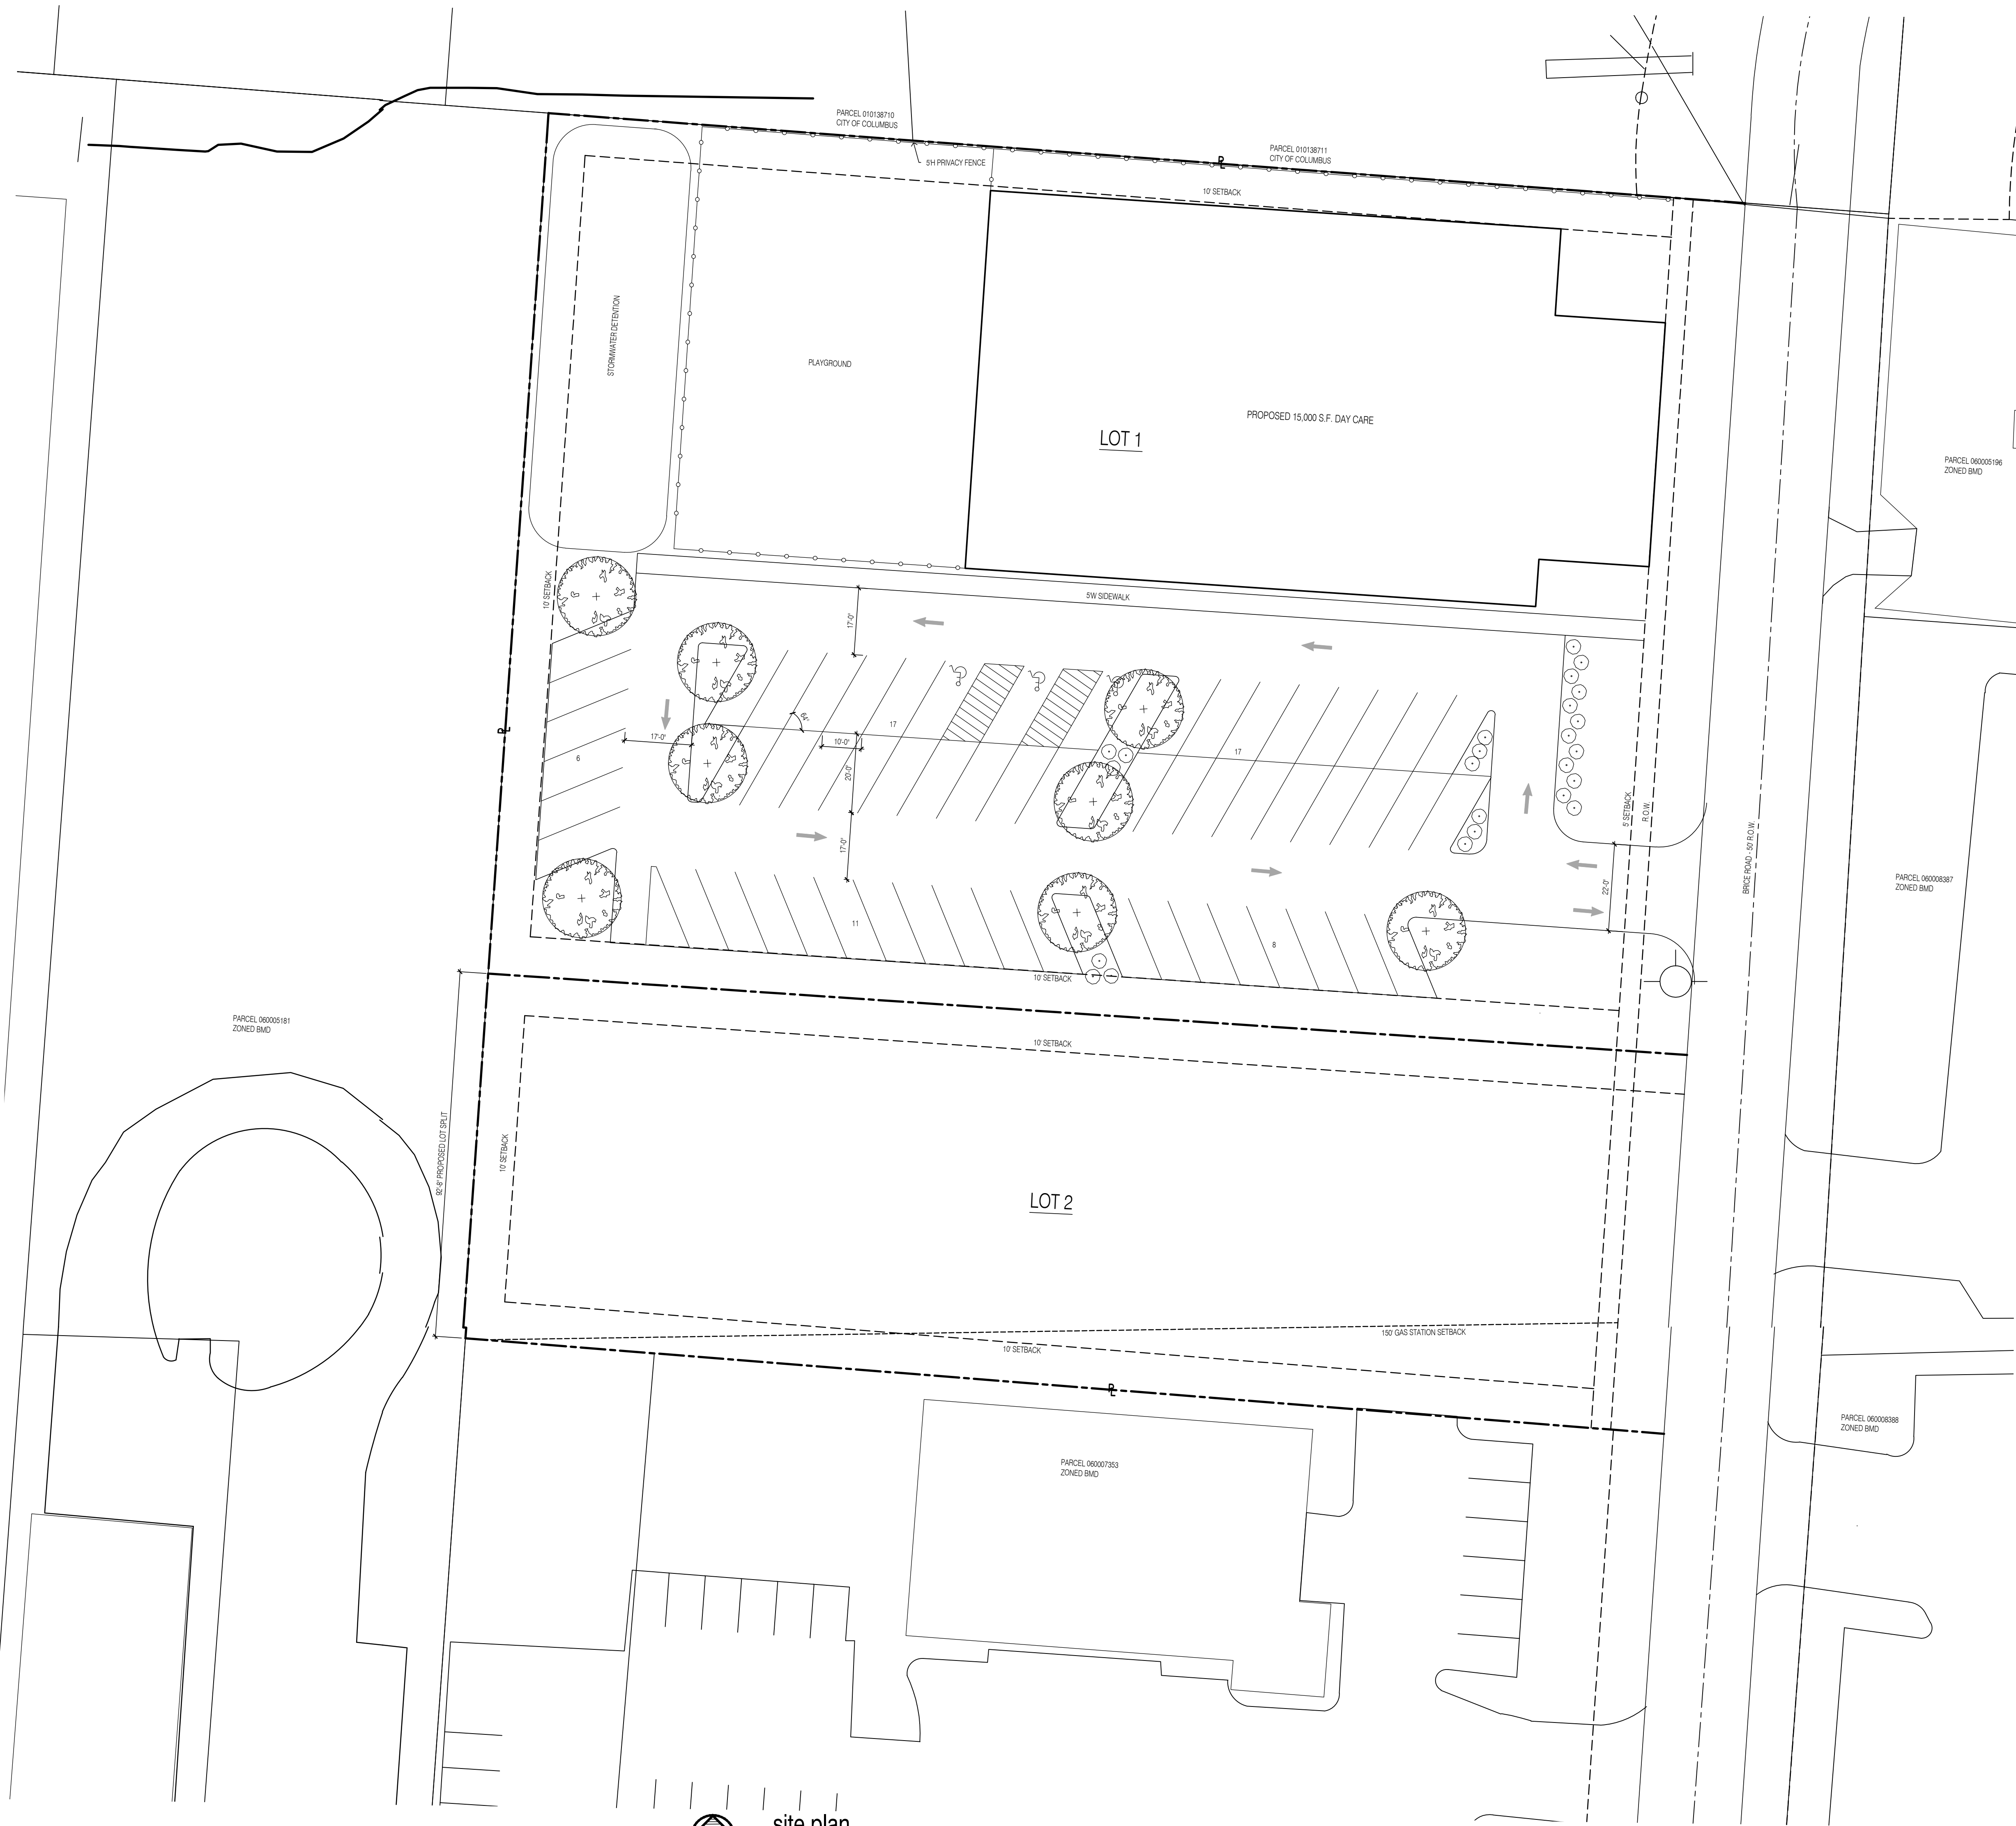 PARCEL 010138710
CITY OF COLUMBUS
PARCEL 010138711
CITY OF COLUMBUS
5'H PRIVACY FENCE
PL
10' SETBACK
STORMWATER DETENTION
PLAYGROUND
PROPOSED 15,000 S.F. DAY CARE
LOT 1
PARCEL 060005196
ZONED BMD
10' SETBACK
5'W SIDEWALK
17'-0"
PL
6
17'-0"
64°
10'-0"
17
20'-0"
17
17'-0"
5' SETBACK
R.O.W.
BRICE ROAD - 50' R.O.W.
22'-0"
PARCEL 060008387
ZONED BMD
11
8
10' SETBACK
PARCEL 060005181
ZONED BMD
10' SETBACK
92'-8" PROPOSED LOT SPLIT
10' SETBACK
LOT 2
150' GAS STATION SETBACK
10' SETBACK
PL
PARCEL 060008388
ZONED BMD
PARCEL 060007353
ZONED BMD
site plan